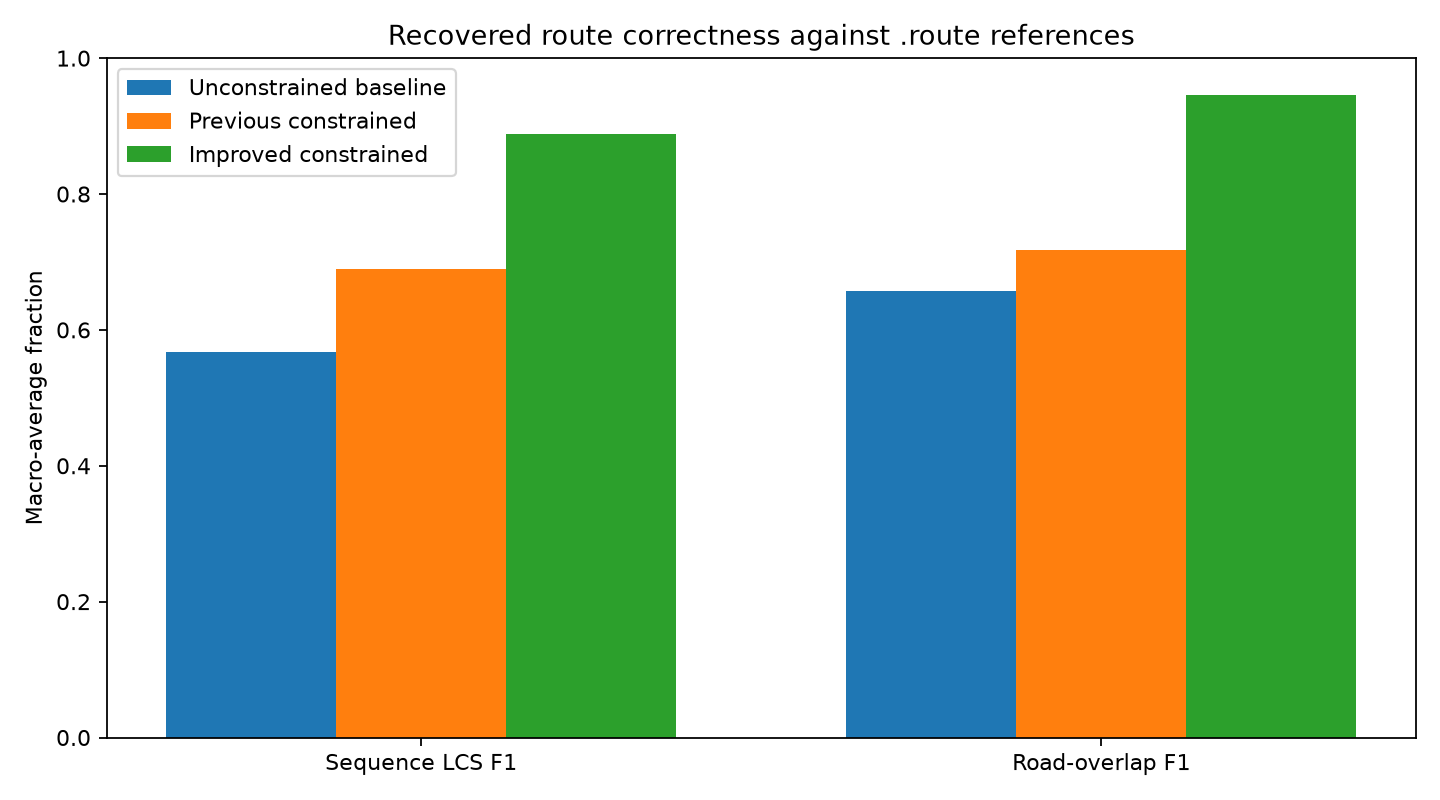 Recovered route correctness against .route references
1.0
0.8
0.6
0.4
0.2
0.0
Macro-average fraction
Unconstrained baseline
Previous constrained
Improved constrained
Sequence LCS F1
Road-overlap F1